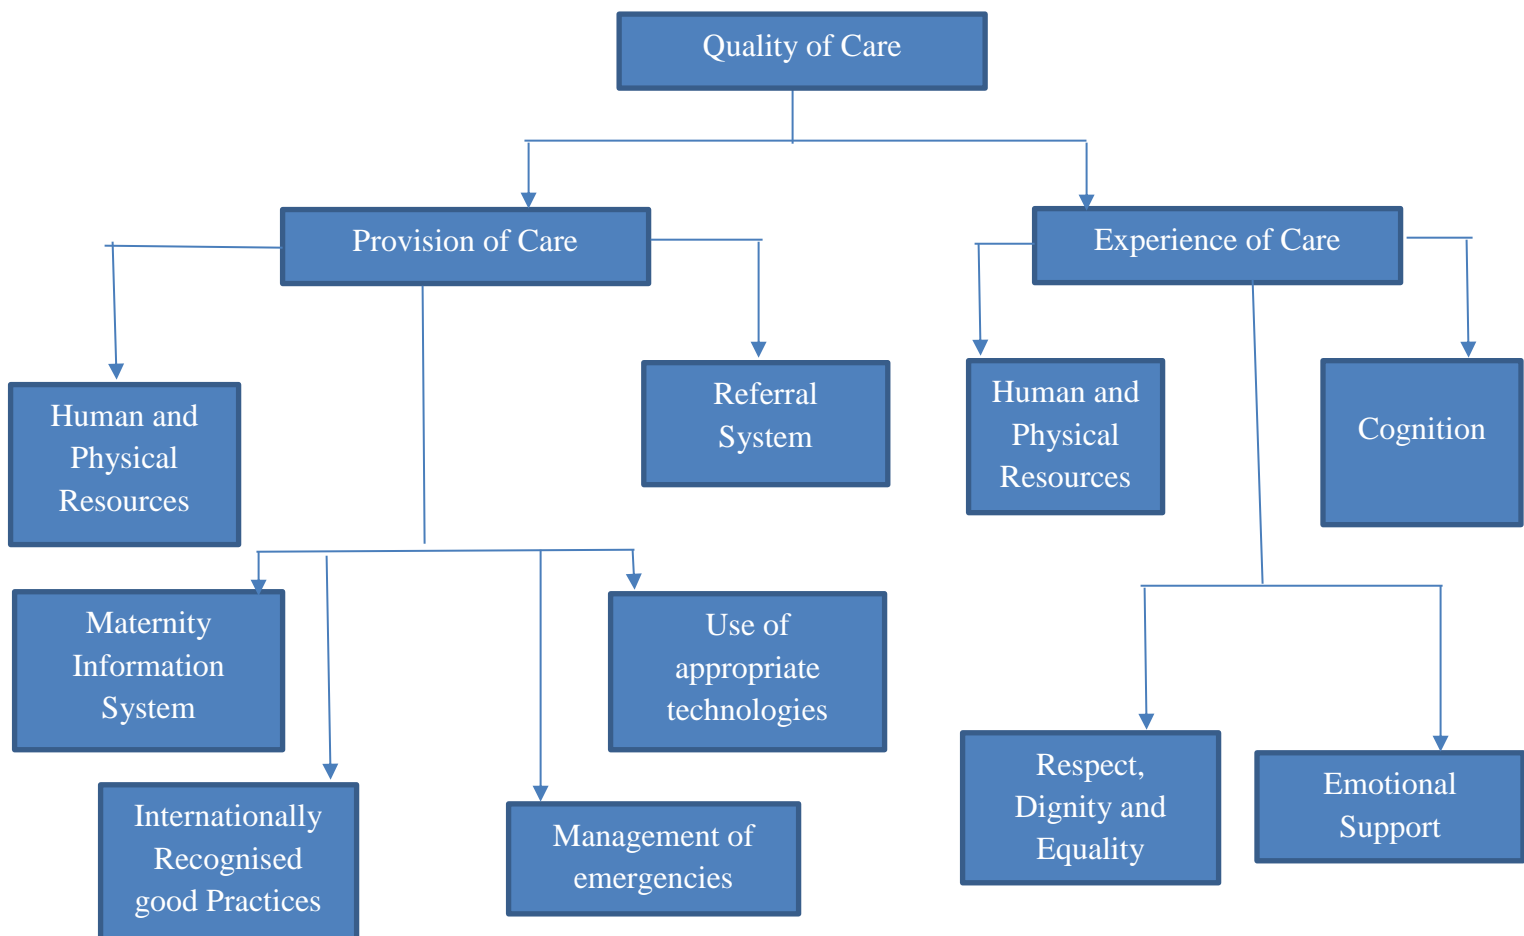 Quality of Care
Provision of Care
Experience of Care
Human and
Physical
Resources
Referral
System
Human and
Physical
Resources
Cognition
Maternity
Information
System
Use of
appropriate
technologies
Internationally
Recognised
good Practices
Management of
emergencies
Respect,
Dignity and
Equality
Emotional
Support